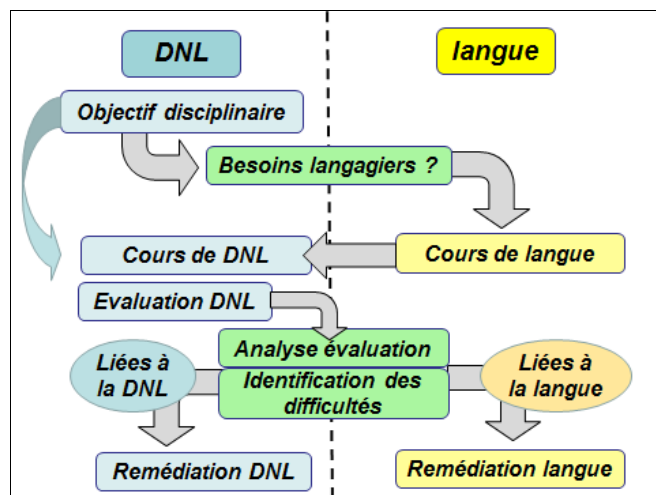 DNL
langue
Objectif disciplinaire
Besoins langagiers ?
Cours de DNL
Cours de langue
Evaluation DNL
Analyse évaluation
Liées à
la DNL
Identification des
difficultés
Liées à
la langue
Remédiation DNL
Remédiation langue